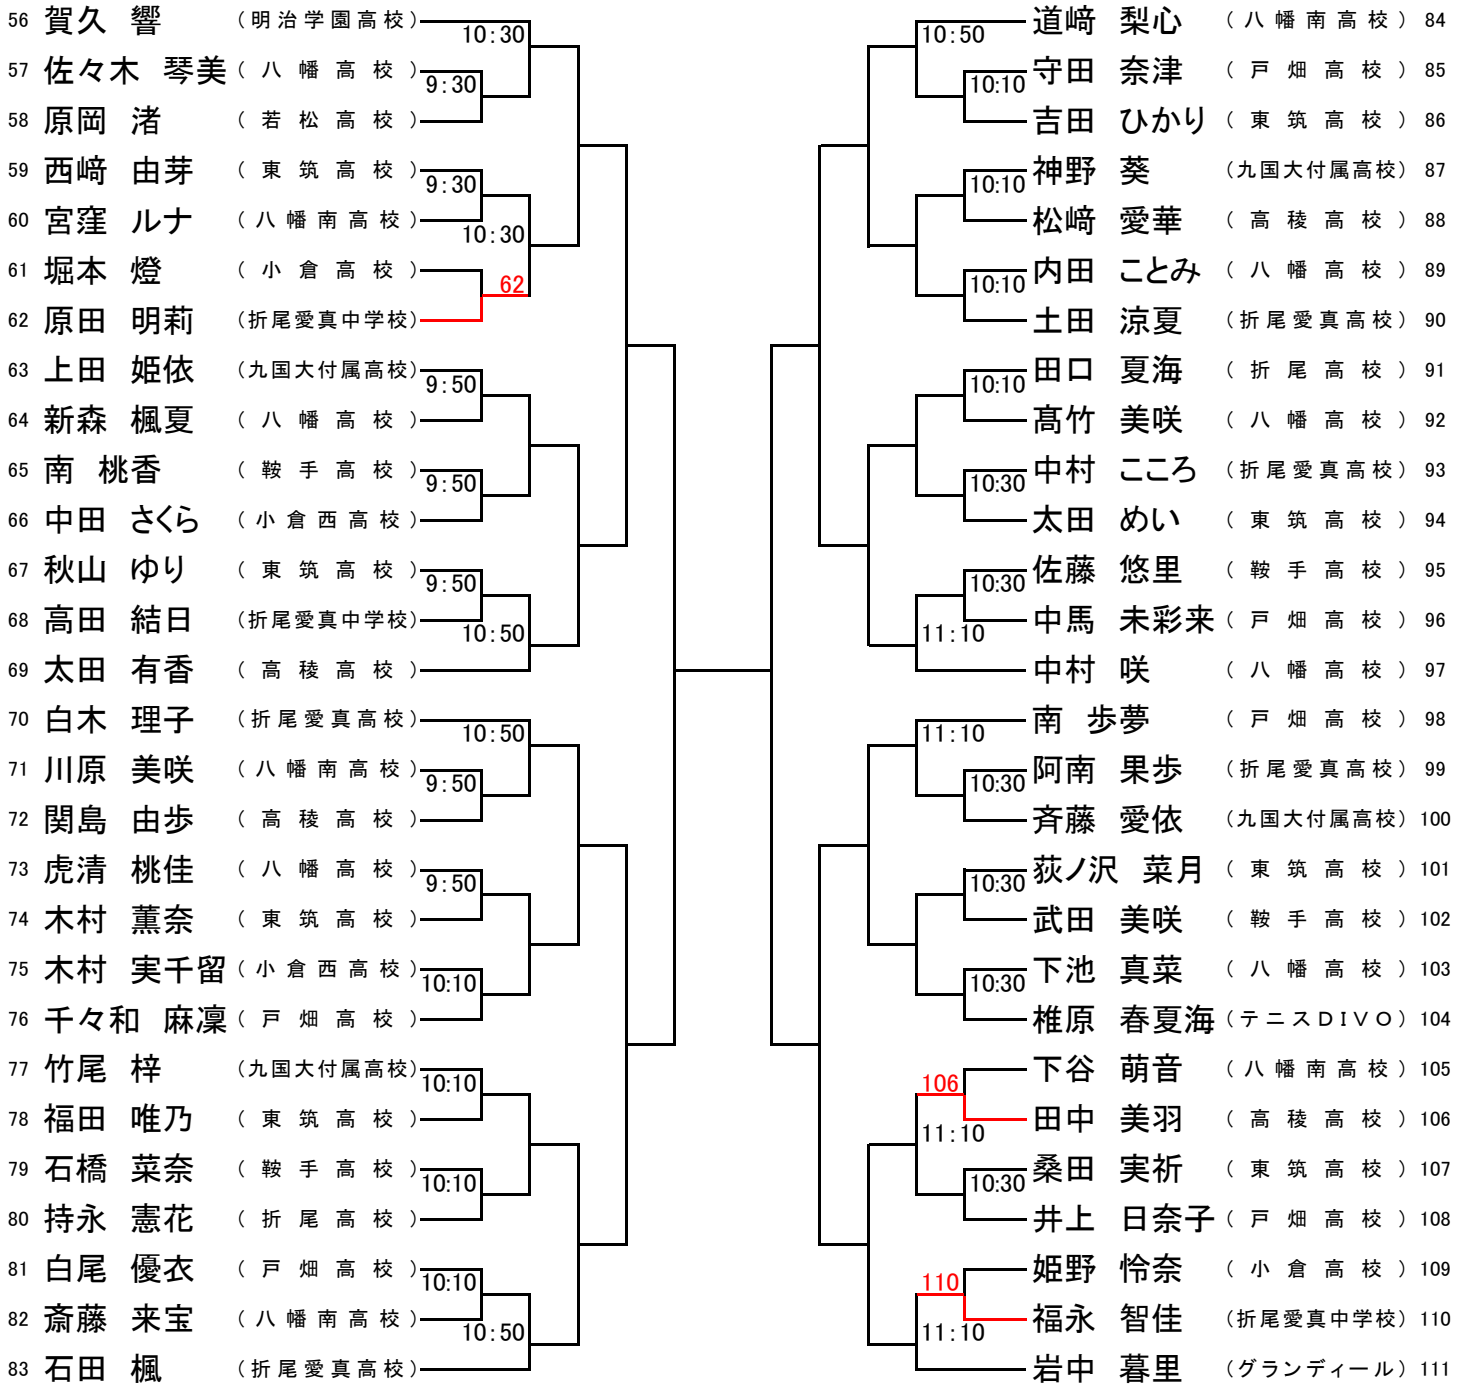 56 賀久 響 (明治学園高校)
10:30
57 佐々木 琴美 (八幡高校)
9:30
58 原岡 渚 (若松高校)
59 西﨑 由芽 (東筑高校)
9:30
60 宮窪 ルナ (八幡南高校)
10:30
61 堀本 燈 (小倉高校)
62
62 原田 明莉 (折尾愛真中学校)
63 上田 姫依 (九国大付属高校)
9:50
64 新森 楓夏 (八幡高校)
65 南 桃香 (鞍手高校)
9:50
66 中田 さくら (小倉西高校)
67 秋山 ゆり (東筑高校)
9:50
68 高田 結日 (折尾愛真中学校)
10:50
69 太田 有香 (高稜高校)
70 白木 理子 (折尾愛真高校)
10:50
71 川原 美咲 (八幡南高校)
9:50
72 関島 由歩 (高稜高校)
73 虎清 桃佳 (八幡高校)
9:50
74 木村 薫奈 (東筑高校)
75 木村 実千留 (小倉西高校)
10:10
76 千々和 麻凜 (戸畑高校)
77 竹尾 梓 (九国大付属高校)
10:10
78 福田 唯乃 (東筑高校)
79 石橋 菜奈 (鞍手高校)
10:10
80 持永 憲花 (折尾高校)
81 白尾 優衣 (戸畑高校)
10:10
82 斎藤 来宝 (八幡南高校)
10:50
83 石田 楓 (折尾愛真高校)
道﨑 梨心 (八幡南高校) 84
10:50
守田 奈津 (戸畑高校) 85
10:10
吉田 ひかり (東筑高校) 86
神野 葵 (九国大付属高校) 87
10:10
松﨑 愛華 (高稜高校) 88
内田 ことみ (八幡高校) 89
10:10
土田 涼夏 (折尾愛真高校) 90
田口 夏海 (折尾高校) 91
10:10
髙竹 美咲 (八幡高校) 92
中村 こころ (折尾愛真高校) 93
10:30
太田 めい (東筑高校) 94
佐藤 悠里 (鞍手高校) 95
10:30
中馬 未彩来 (戸畑高校) 96
11:10
中村 咲 (八幡高校) 97
南 歩夢 (戸畑高校) 98
11:10
阿南 果歩 (折尾愛真高校) 99
10:30
斉藤 愛依 (九国大付属高校) 100
荻ノ沢 菜月 (東筑高校) 101
10:30
武田 美咲 (鞍手高校) 102
下池 真菜 (八幡高校) 103
10:30
椎原 春夏海 (テニスDIVO) 104
下谷 萌音 (八幡南高校) 105
106
田中 美羽 (高稜高校) 106
11:10
桑田 実祈 (東筑高校) 107
10:30
井上 日奈子 (戸畑高校) 108
姫野 怜奈 (小倉高校) 109
110
福永 智佳 (折尾愛真中学校) 110
11:10
岩中 暮里 (グランディール) 111